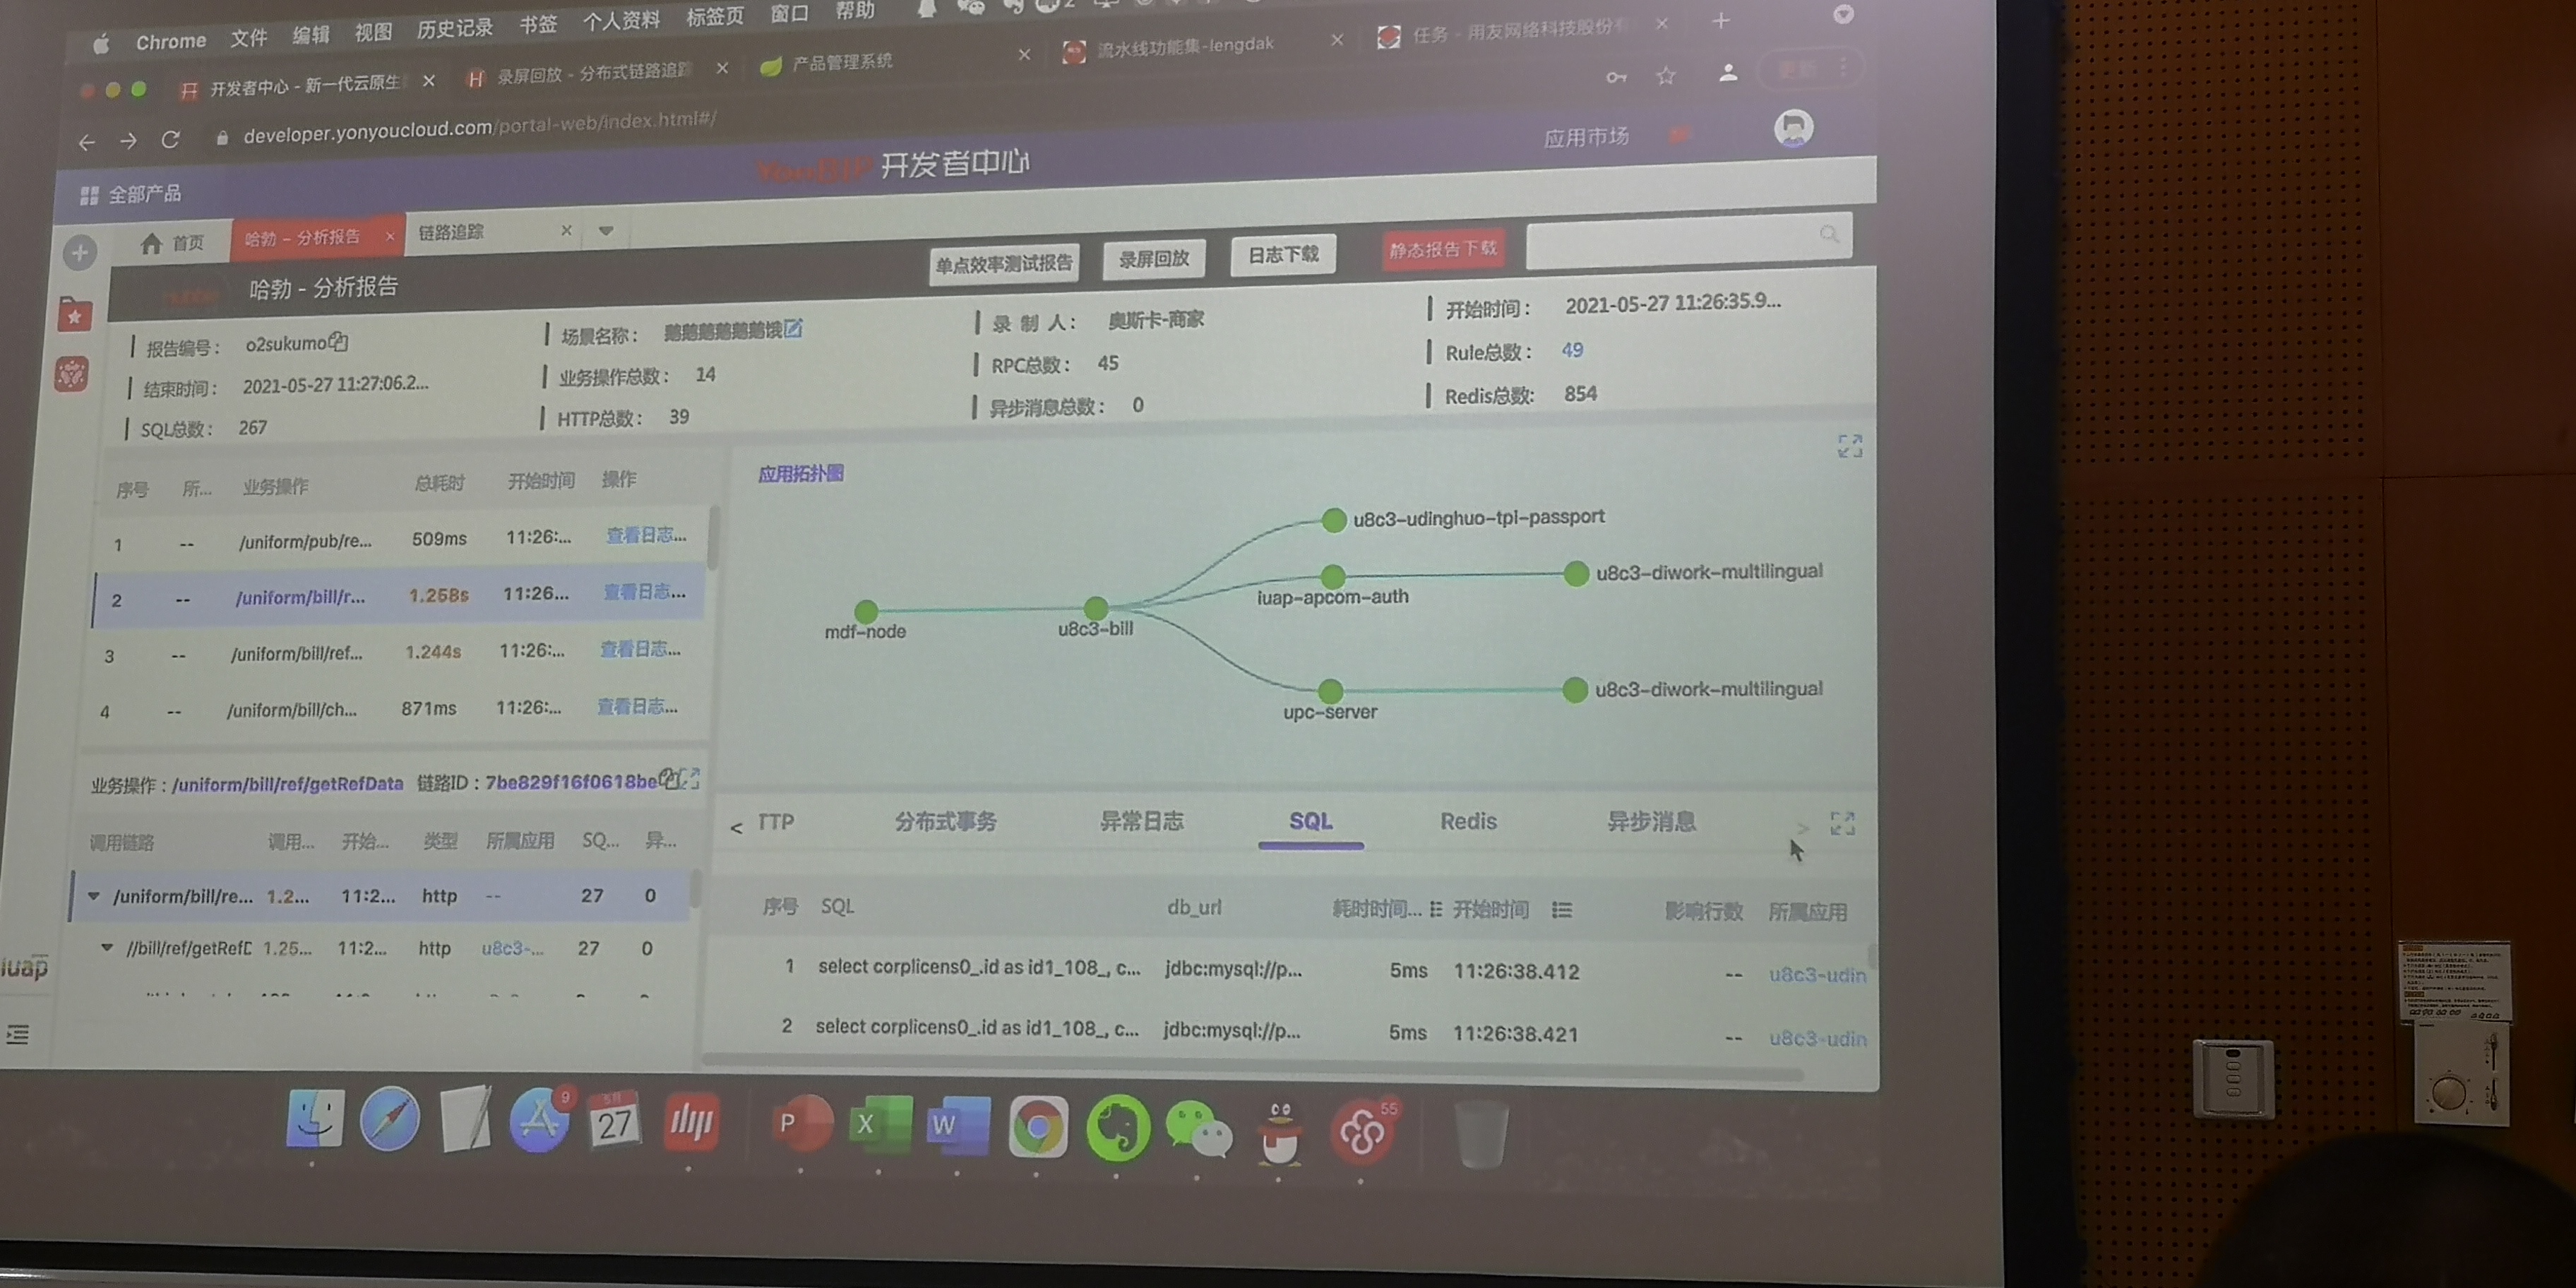 Chrome 文件 编辑 视图 历史记录 书签 个人资料 标签页 窗口 帮助
开发者中心 - 新一代云原生
录屏回放 - 分布式链路追踪
产品管理系统
流水线功能集-lengdak
任务 - 用友网络科技股份有
developer.yonyoucloud.com/portal-web/index.html#/
更新
全部产品
YonBIP 开发者中心
应用市场
首页
哈勃 - 分析报告
链路追踪
哈勃 - 分析报告
单点效率测试报告
录屏回放
日志下载
静态报告下载
报告编号： o2sukumo
场景名称： 鹅鹅鹅鹅鹅饿
录 制 人： 奥斯卡-商家
开始时间： 2021-05-27 11:26:35.9...
结束时间： 2021-05-27 11:27:06.2...
业务操作总数： 14
RPC总数： 45
Rule总数： 49
SQL总数： 267
HTTP总数： 39
异步消息总数： 0
Redis总数: 854
序号 所... 业务操作 总耗时 开始时间 操作
1 -- /uniform/pub/re... 509ms 11:26:... 查看日志...
2 -- /uniform/bill/r... 1.258s 11:26... 查看日志...
3 -- /uniform/bill/ref... 1.244s 11:26:... 查看日志...
4 -- /uniform/bill/ch... 871ms 11:26:... 查看日志...
应用拓扑图
mdf-node
u8c3-bill
u8c3-udinghuo-tpi-passport
iuap-apcom-auth
u8c3-diwork-multilingual
upc-server
u8c3-diwork-multilingual
业务操作：/uniform/bill/ref/getRefData 链路ID：7be829f16f0618be
调用链路 调用... 开始... 类型 所属应用 SQ... 异...
/uniform/bill/re... 1.2... 11:2... http -- 27 0
//bill/ref/getRef 1.25... 11:2... http u8c3-... 27 0
< TTP 分布式事务 异常日志 SQL Redis 异步消息 >
序号 SQL db_url 耗时时间... 开始时间 影响行数 所属应用
1 select corplicens0_.id as id1_108_, c... jdbc:mysql://p... 5ms 11:26:38.412 -- u8c3-udin
2 select corplicens0_.id as id1_108_, c... jdbc:mysql://p... 5ms 11:26:38.421 -- u8c3-udin
iuap
9
5月
27
P
X
W
55